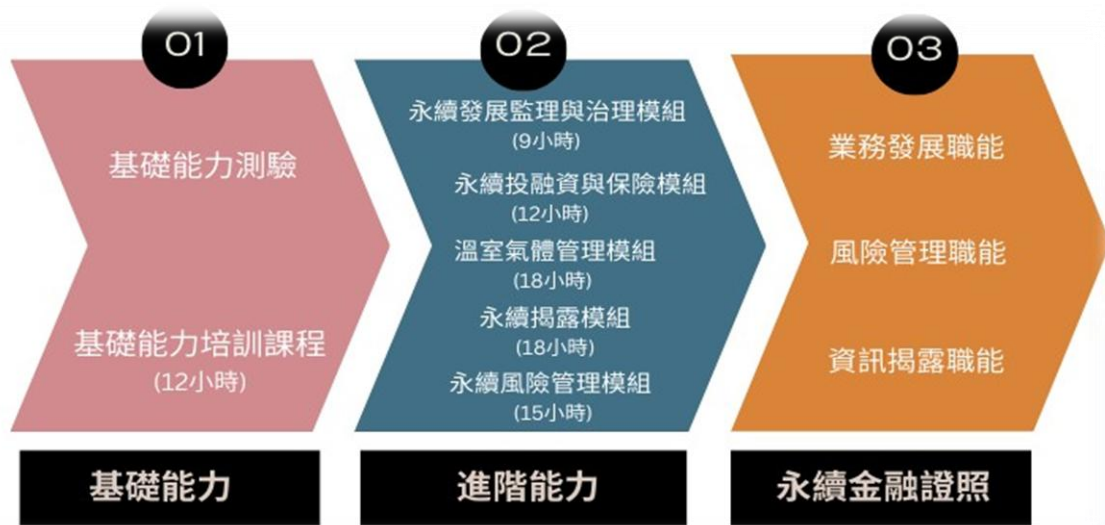 01
基礎能力測驗
基礎能力培訓課程
(12小時)
基礎能力
02
永續發展監理與治理模組
(9小時)
永續投融資與保險模組
(12小時)
溫室氣體管理模組
(18小時)
永續揭露模組
(18小時)
永續風險管理模組
(15小時)
進階能力
03
業務發展職能
風險管理職能
資訊揭露職能
永續金融證照